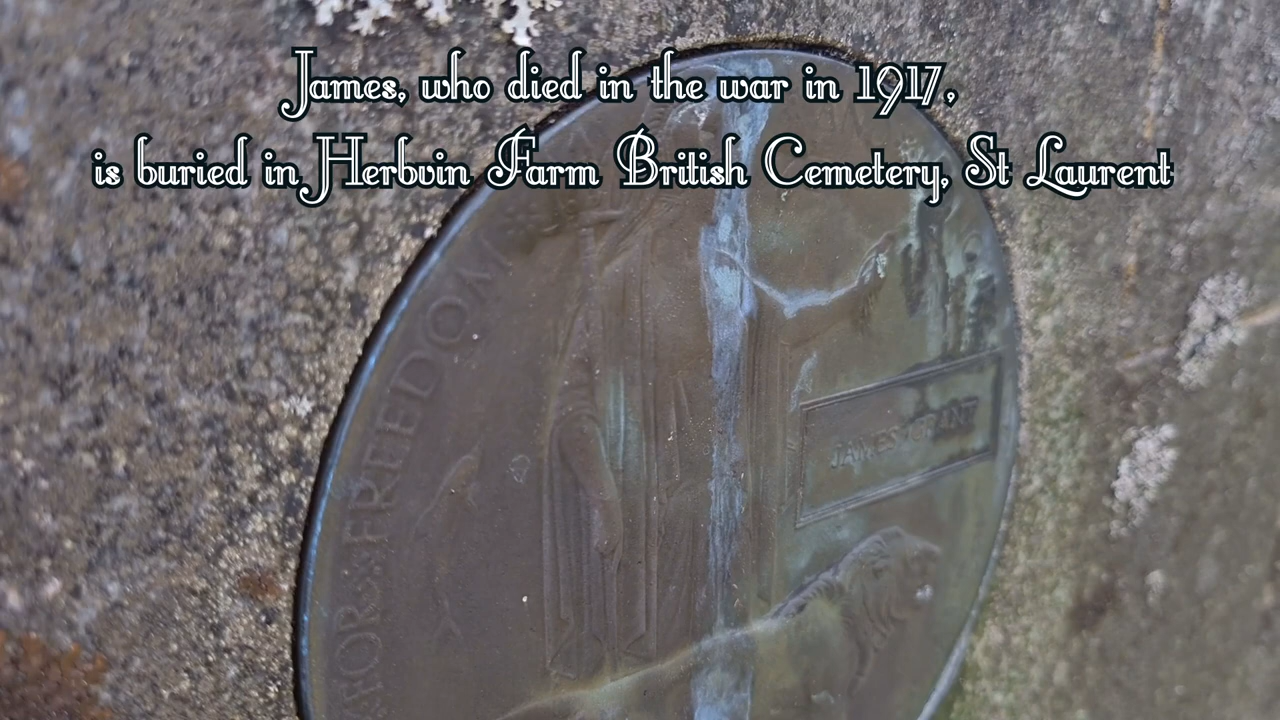 James, who died in the war in 1917,
is buried in Herbvin Farm British Cemetery, St Laurent
FOR FREEDOM
JAMES GRANT